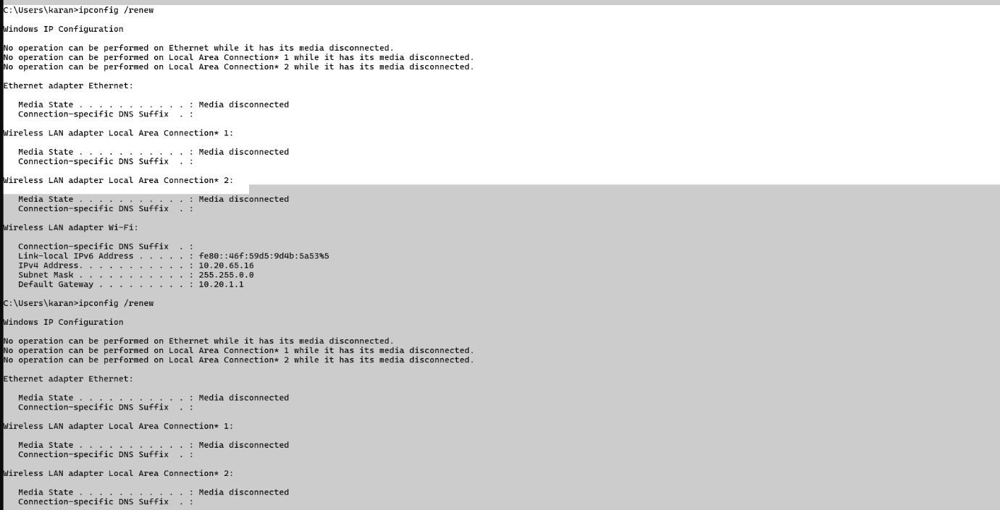 C:\Users\karan>ipconfig /renew
Windows IP Configuration
No operation can be performed on Ethernet while it has its media disconnected.
No operation can be performed on Local Area Connection* 1 while it has its media disconnected.
No operation can be performed on Local Area Connection* 2 while it has its media disconnected.
Ethernet adapter Ethernet:
Media State . . . . . . . . . . . : Media disconnected
Connection-specific DNS Suffix  . :
Wireless LAN adapter Local Area Connection* 1:
Media State . . . . . . . . . . . : Media disconnected
Connection-specific DNS Suffix  . :
Wireless LAN adapter Local Area Connection* 2:
Media State . . . . . . . . . . . : Media disconnected
Connection-specific DNS Suffix  . :
Wireless LAN adapter Wi-Fi:
Connection-specific DNS Suffix  . :
Link-local IPv6 Address . . . . . : fe80::46f:59d5:9d4b:5a53%5
IPv4 Address. . . . . . . . . . . : 10.20.65.16
Subnet Mask . . . . . . . . . . . : 255.255.0.0
Default Gateway . . . . . . . . . : 10.20.1.1
C:\Users\karan>ipconfig /renew
Windows IP Configuration
No operation can be performed on Ethernet while it has its media disconnected.
No operation can be performed on Local Area Connection* 1 while it has its media disconnected.
No operation can be performed on Local Area Connection* 2 while it has its media disconnected.
Ethernet adapter Ethernet:
Media State . . . . . . . . . . . : Media disconnected
Connection-specific DNS Suffix  . :
Wireless LAN adapter Local Area Connection* 1:
Media State . . . . . . . . . . . : Media disconnected
Connection-specific DNS Suffix  . :
Wireless LAN adapter Local Area Connection* 2:
Media State . . . . . . . . . . . : Media disconnected
Connection-specific DNS Suffix  . :